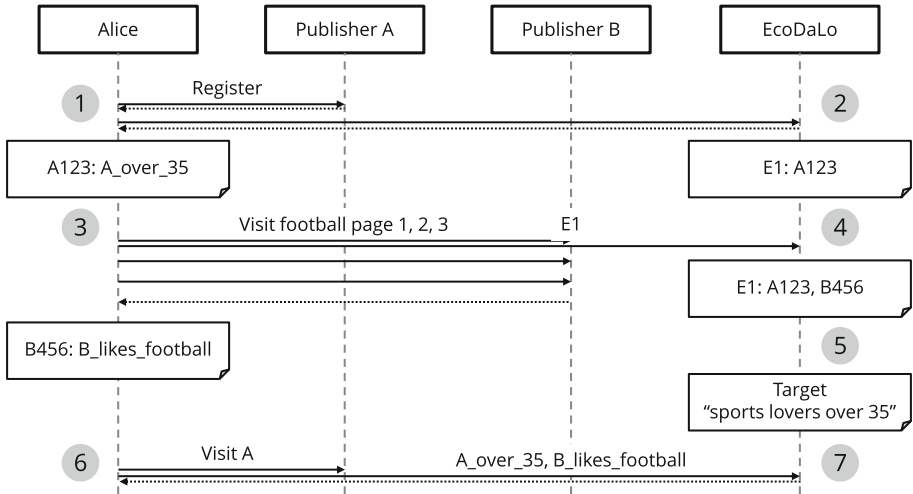 Alice
Publisher A
Publisher B
EcoDaLo
1
Register
2
A123: A_over_35
E1: A123
3
Visit football page 1, 2, 3
E1
4
E1: A123, B456
B456: B_likes_football
5
Target
“sports lovers over 35”
6
Visit A
A_over_35, B_likes_football
7